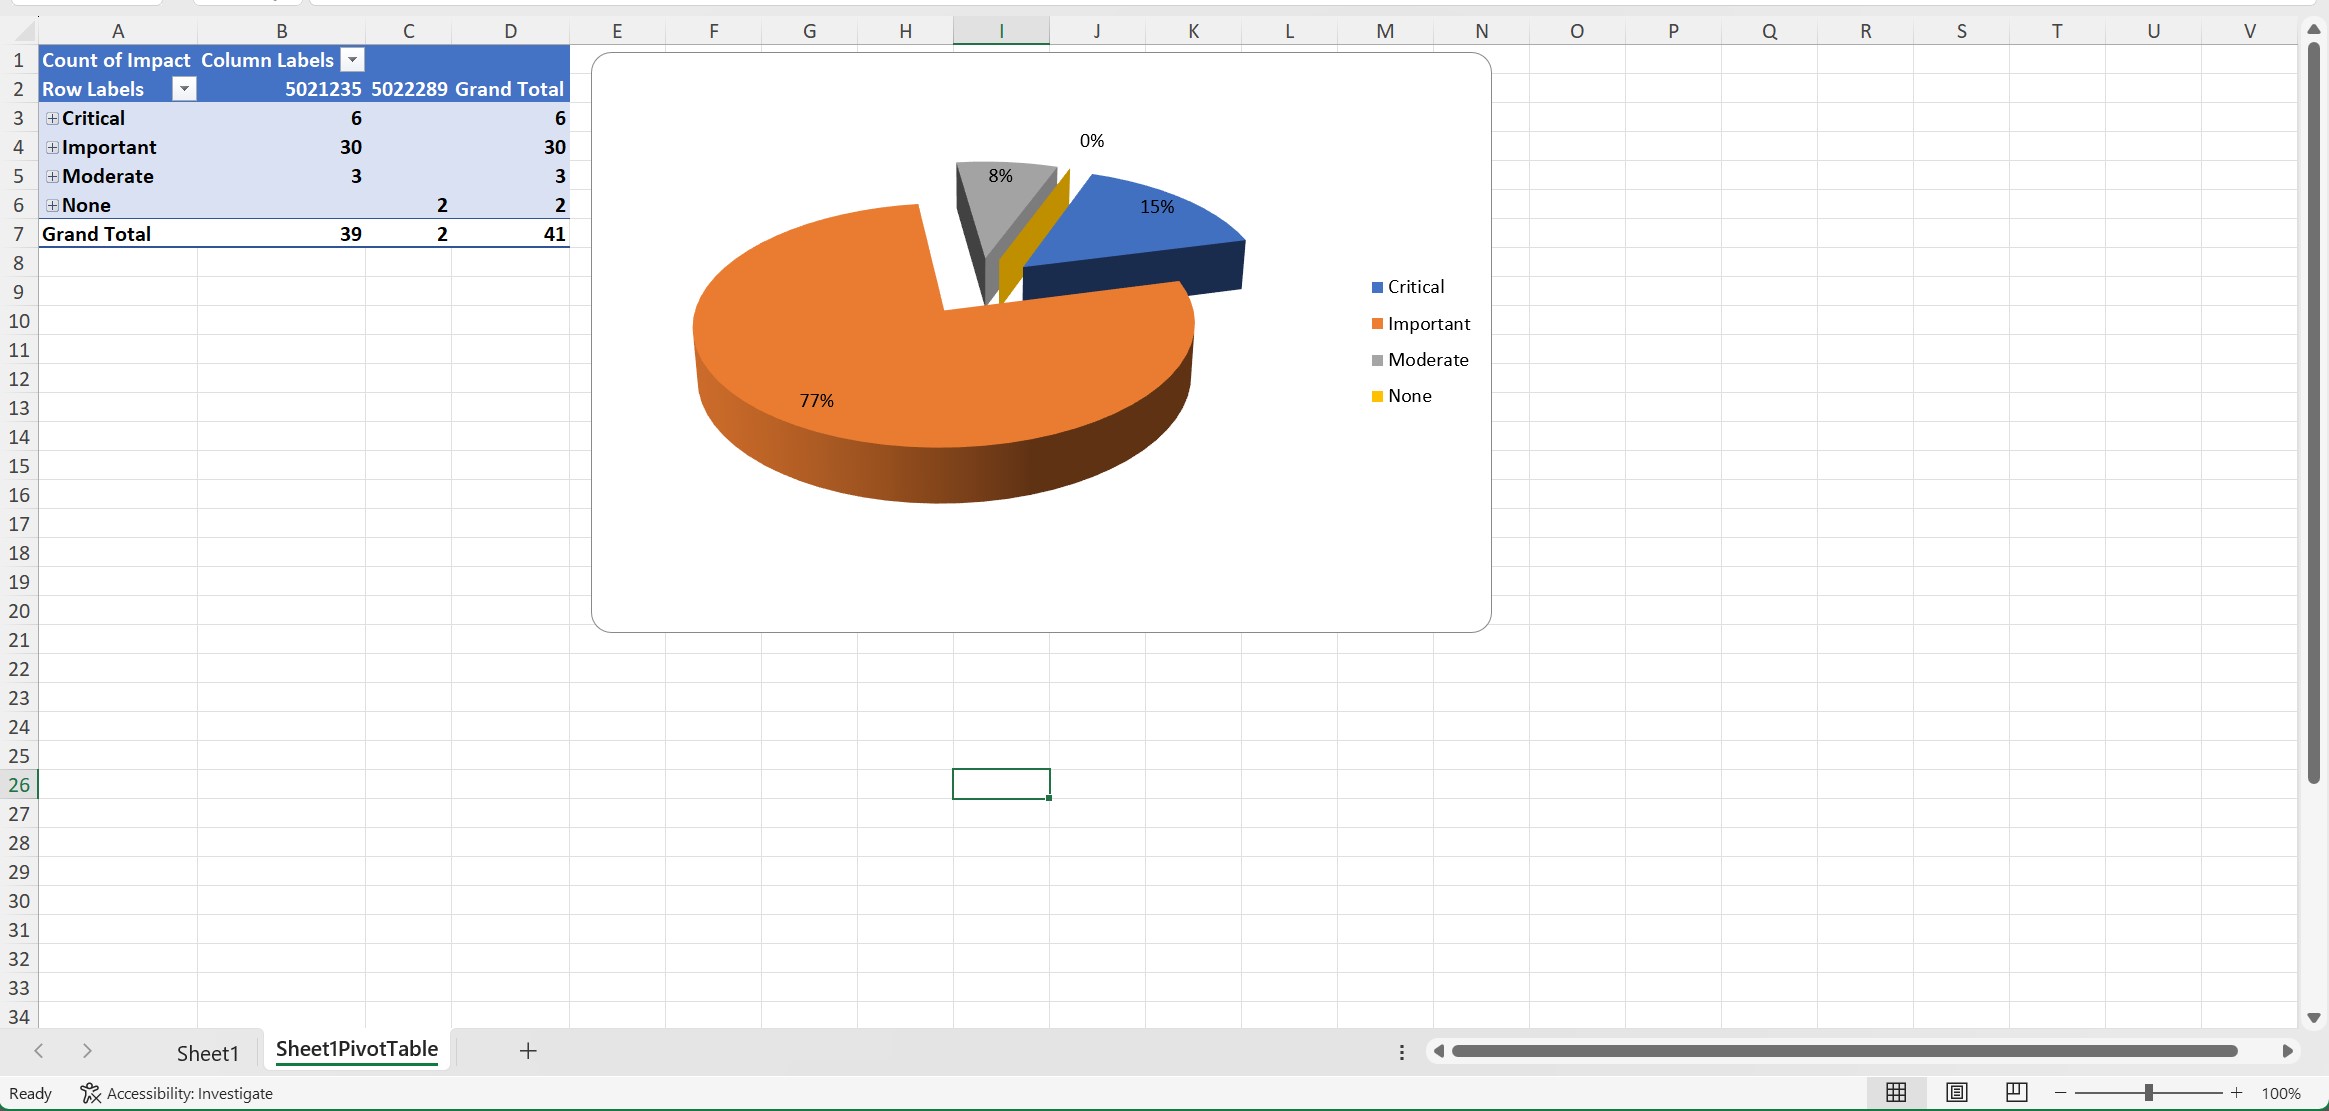 A B C D E F G H I J K L M N O P Q R S T U V
1 Count of Impact Column Labels
2 Row Labels 5021235 5022289 Grand Total
3 Critical 6 6
4 Important 30 30
5 Moderate 3 3
6 None 2 2
7 Grand Total 39 2 41
8
9
10
11
12
13
14
15
16
17
18
19
20
21
22
23
24
25
26
27
28
29
30
31
32
33
34
0%
8%
15%
77%
Critical
Important
Moderate
None
Sheet1 Sheet1PivotTable
Ready Accessibility: Investigate 100%